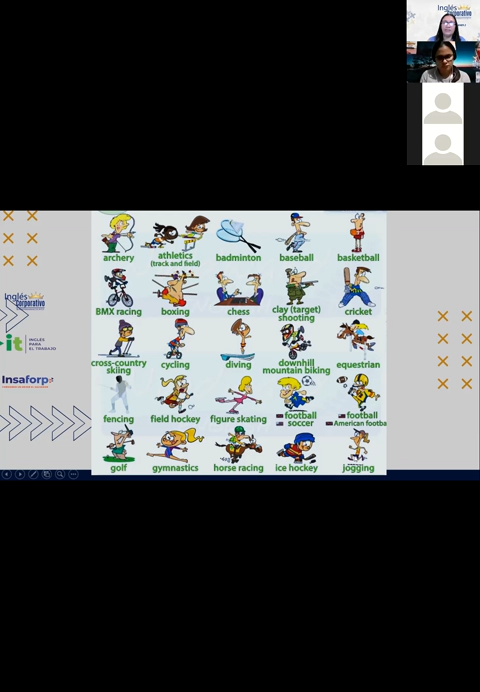 Inglés
Corporativo
archery
athletics
(track and field)
badminton
baseball
basketball
BMX racing
boxing
chess
clay (target)
shooting
cricket
cross-country
skiing
cycling
diving
downhill
mountain biking
equestrian
fencing
field hockey
figure skating
football
soccer
football
American footba
golf
gymnastics
horse racing
ice hockey
jogging
Inglés
Corporativo
it
INGLÉS
PARA
EL TRABAJO
Insaforp